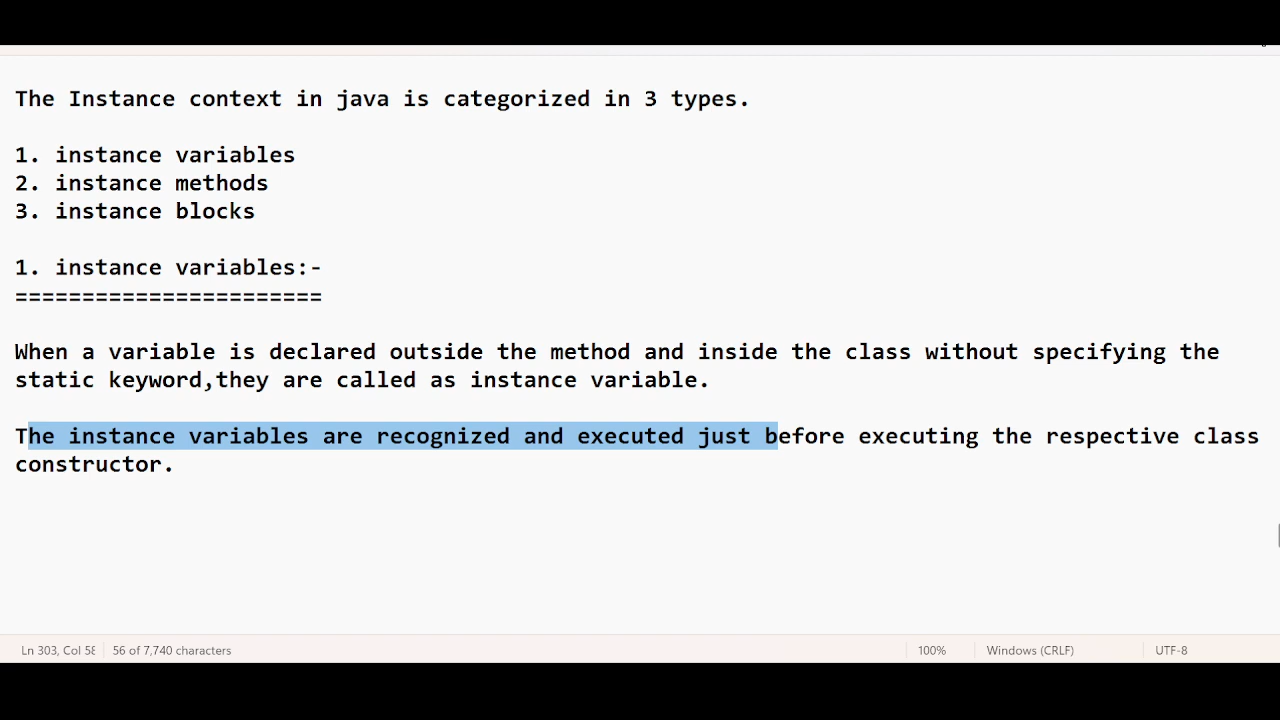 The Instance context in java is categorized in 3 types.
1. instance variables
2. instance methods
3. instance blocks
1. instance variables:-
=======================
When a variable is declared outside the method and inside the class without specifying the
static keyword,they are called as instance variable.
The instance variables are recognized and executed just before executing the respective class
constructor.
Ln 303, Col 58 56 of 7,740 characters 100% Windows (CRLF) UTF-8